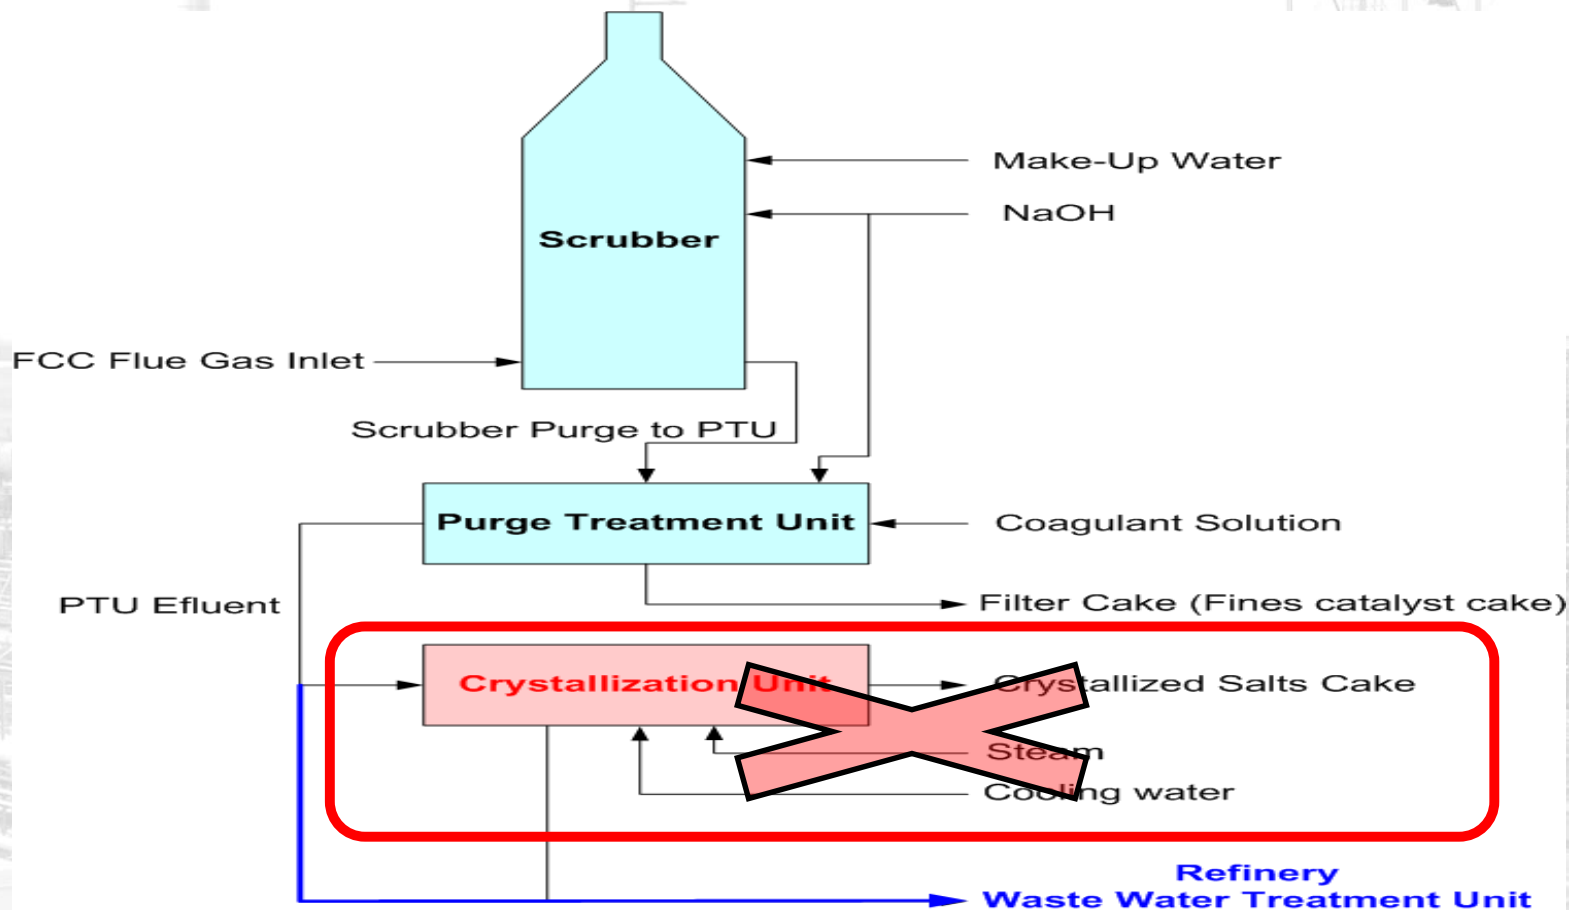 Make-Up Water
NaOH
Scrubber
FCC Flue Gas Inlet
Scrubber Purge to PTU
Purge Treatment Unit
Coagulant Solution
PTU Efluent
Filter Cake (Fines catalyst cake)
Crystallization Unit
Crystallized Salts Cake
Steam
Cooling water
Refinery
Waste Water Treatment Unit